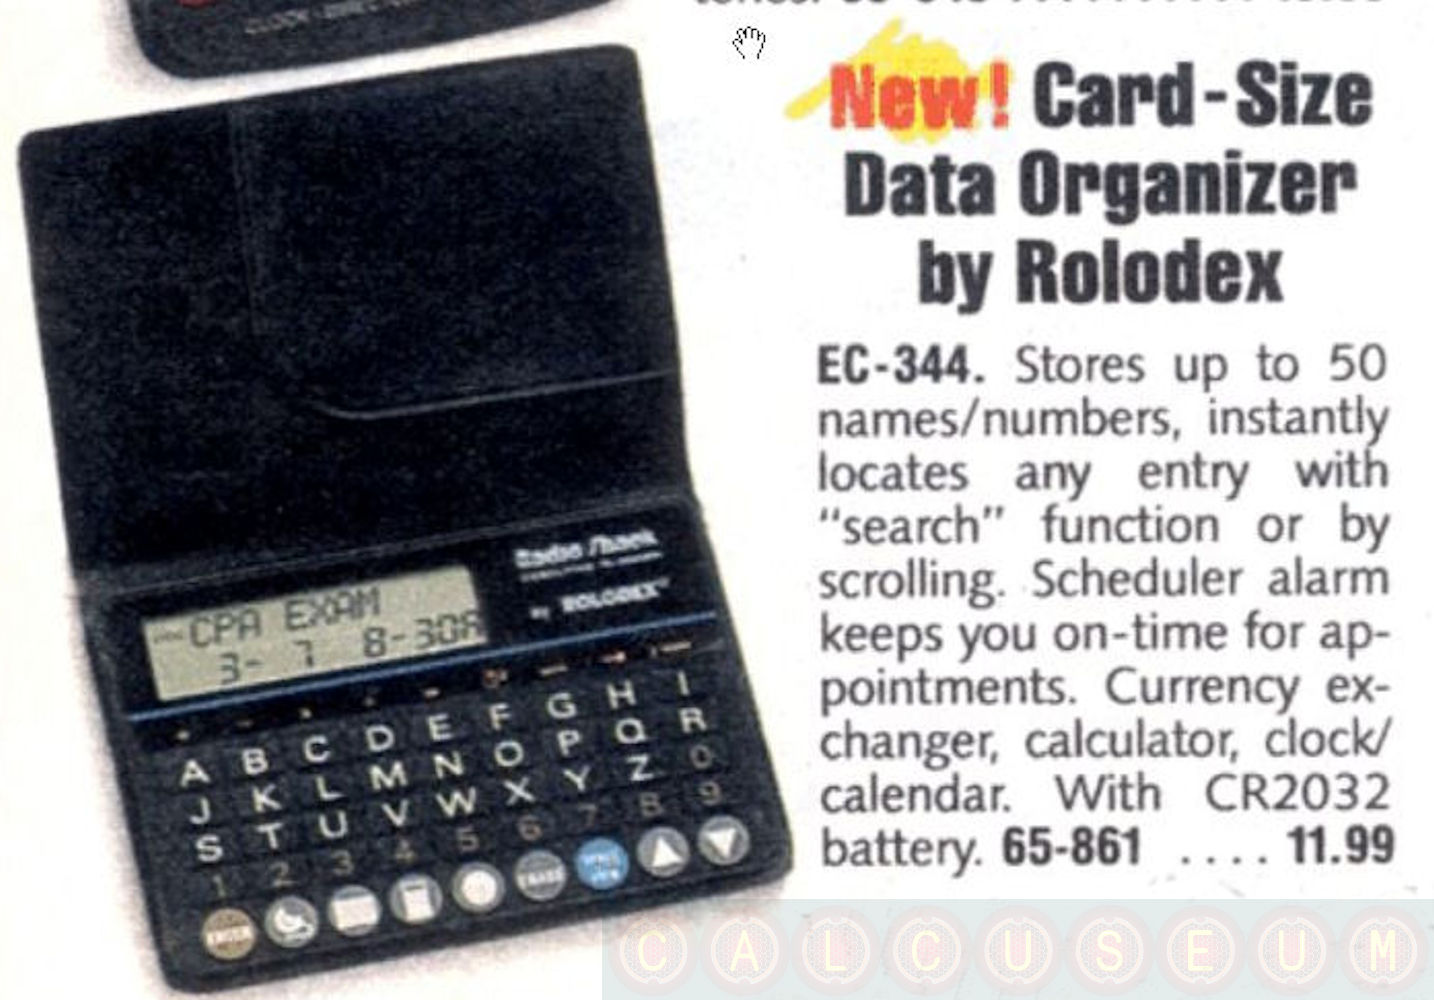 New! Card-Size
Data Organizer
by Rolodex
EC-344. Stores up to 50
names/numbers, instantly
locates any entry with
“search” function or by
scrolling. Scheduler alarm
keeps you on-time for ap-
pointments. Currency ex-
changer, calculator, clock/
calendar. With CR2032
battery. 65-861 .... 11.99
CLOCK
Radio Shack
by ROLODEX
CPA EXAM
3- 7 8-30A
A B C D E F G H I
J K L M N O P Q R
S T U V W X Y Z 0
1 2 3 4 5 6 7 8 9
ENTER
ERASE
CALCUSEUM